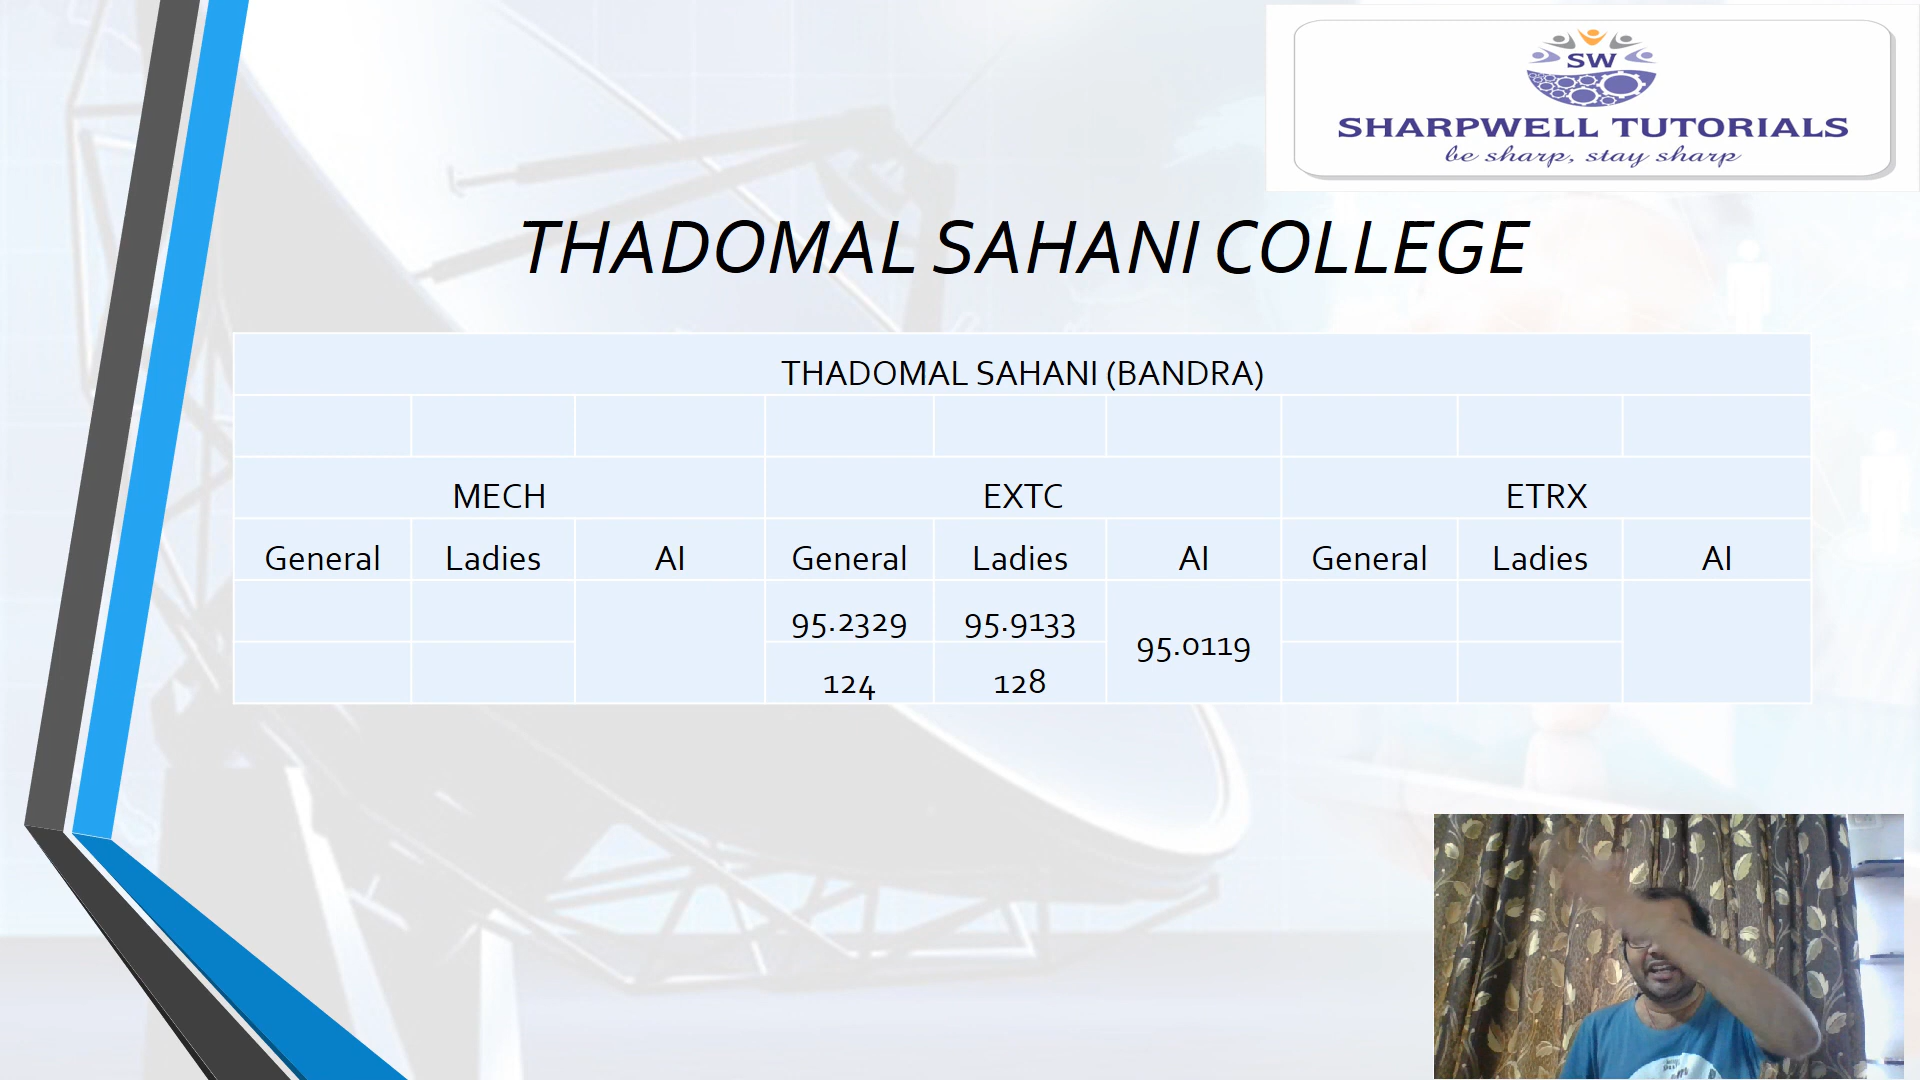 SW
SHARPWELL TUTORIALS
be sharp, stay sharp
THADOMAL SAHANI COLLEGE
THADOMAL SAHANI (BANDRA)
MECH EXTC ETRX
General Ladies AI General Ladies AI General Ladies AI
95.2329 95.9133
95.0119
124 128